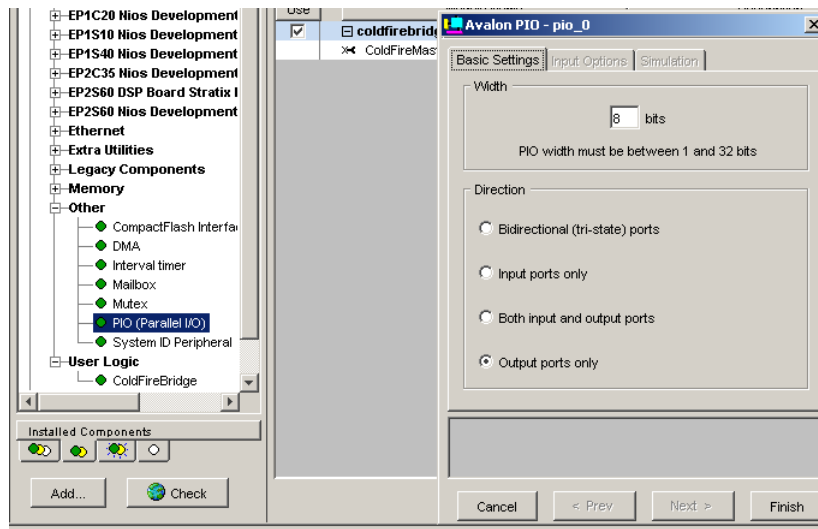 EP1C20 Nios Development
EP1S10 Nios Development
EP1S40 Nios Development
EP2C35 Nios Development
EP2S60 DSP Board Stratix I
EP2S60 Nios Development
Ethernet
Extra Utilities
Legacy Components
Memory
Other
CompactFlash Interfa
DMA
Interval timer
Mailbox
Mutex
PIO (Parallel I/O)
System ID Peripheral
User Logic
ColdFireBridge
Installed Components
Add...
Check
Use
coldfirebridg
ColdFireMas
Avalon PIO - pio_0
Basic Settings
Input Options
Simulation
Width
8 bits
PIO width must be between 1 and 32 bits
Direction
Bidirectional (tri-state) ports
Input ports only
Both input and output ports
Output ports only
Cancel
< Prev
Next >
Finish